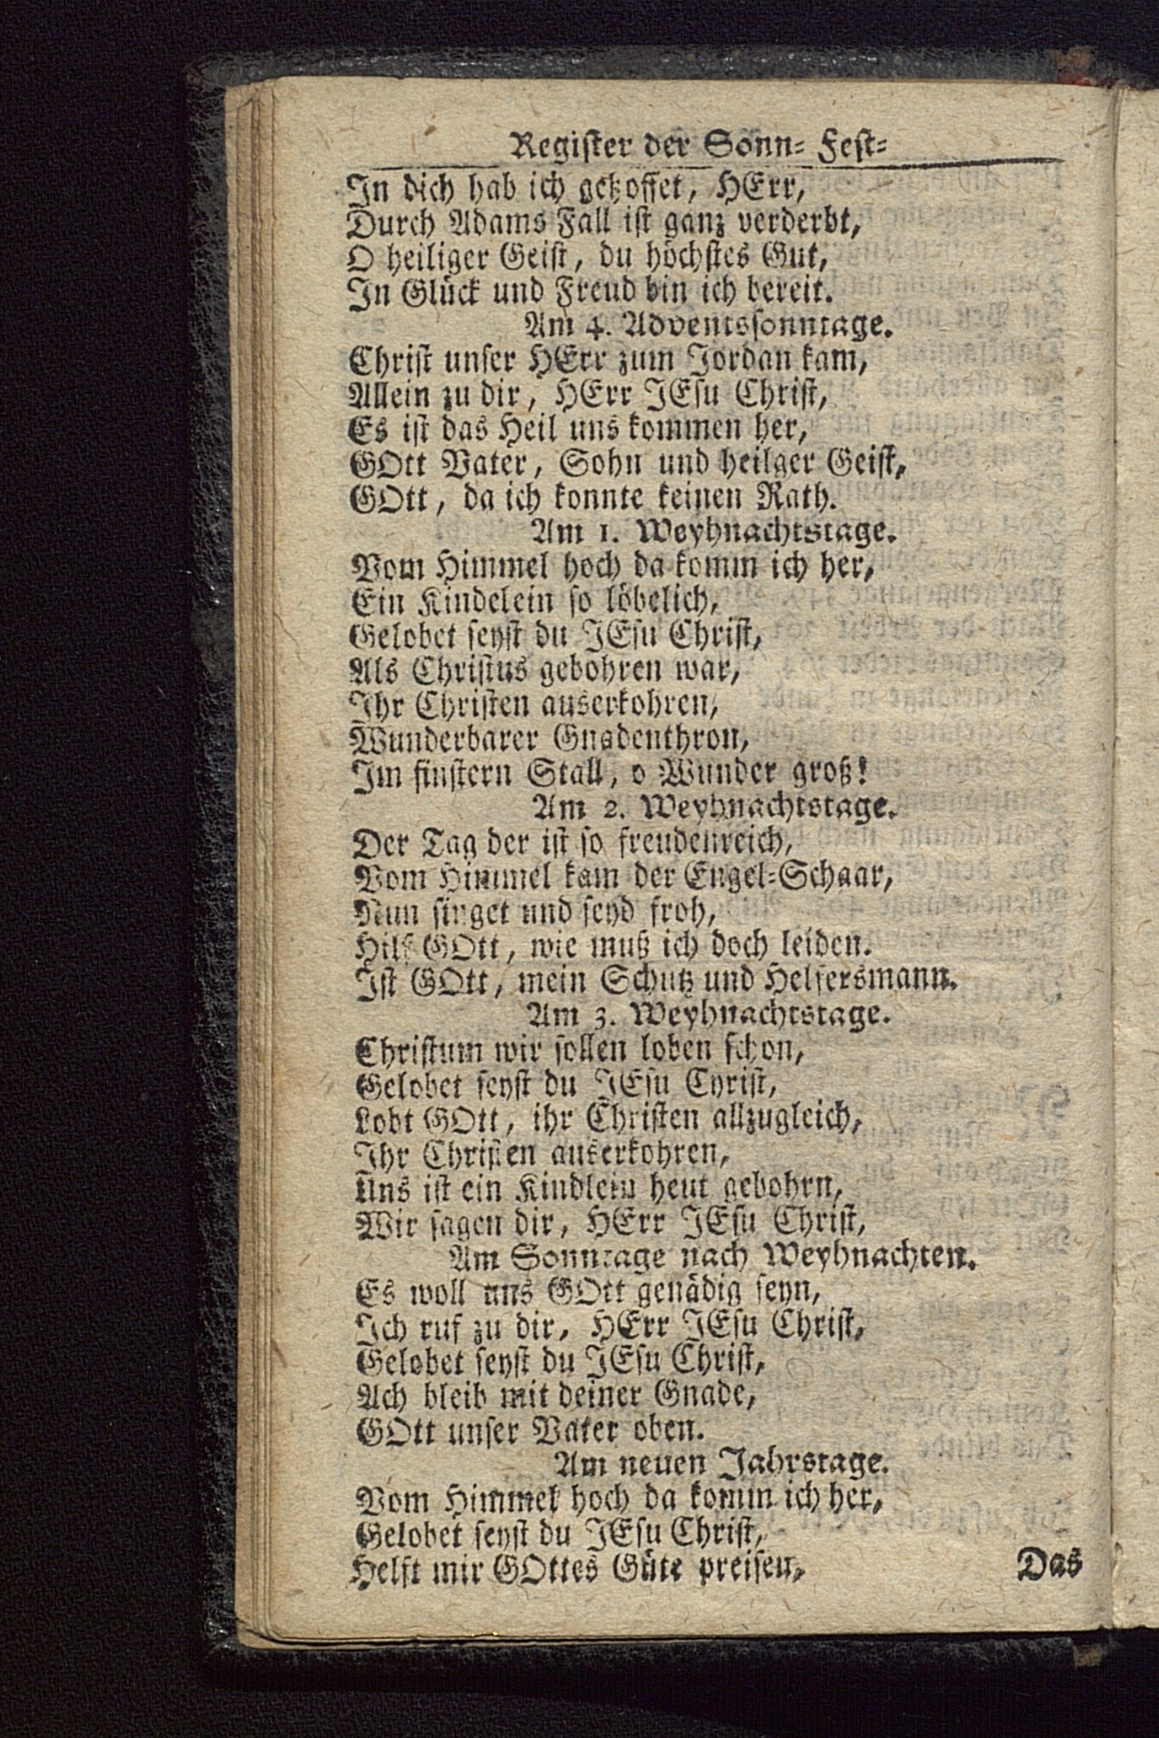 Register der Sonn= Fest=
In dich hab ich gehoffet, HErr,
Durch Adams Fall ist ganz verderbt,
O heiliger Geist, du höchstes Gut,
In Glück und Freud bin ich bereit.
Am 4. Adventssonntage.
Christ unser HErr zum Jordan kam,
Allein zu dir, HErr JEsu Christ,
Es ist das Heil uns kommen her,
GOtt Vater, Sohn und heilger Geist,
GOtt, da ich konnte keinen Rath.
Am 1. Weyhnachtstage.
Vom Himmel hoch da komm ich her,
Ein Kindelein so löbelich,
Gelobet seyst du JEsu Christ,
Als Christus gebohren war,
Ihr Christen auserkohren,
Wunderbarer Gnadenthron,
Im finstern Stall, o Wunder groß!
Am 2. Weyhnachtstage.
Der Tag der ist so freudenreich,
Vom Himmel kam der Engel=Schaar,
Nun singet und seyd froh,
Hilf GOtt, wie muß ich doch leiden.
Ist GOtt, mein Schutz und Helfersmann.
Am 3. Weyhnachtstage.
Christum wir sollen loben schon,
Gelobet seyst du JEsu Christ,
Lobt GOtt, ihr Christen allzugleich,
Ihr Christen auserkohren,
Uns ist ein Kindlein heut gebohrn,
Wir sagen dir, HErr JEsu Christ,
Am Sonntage nach Weyhnachten.
Es woll uns GOtt genädig seyn,
Ich ruf zu dir, HErr JEsu Christ,
Gelobet seyst du JEsu Christ,
Ach bleib mit deiner Gnade,
GOtt unser Vater oben.
Am neuen Jahrstage.
Vom Himmel hoch da komm ich her,
Gelobet seyst du JEsu Christ,
Helft mir GOttes Güte preisen,
Das